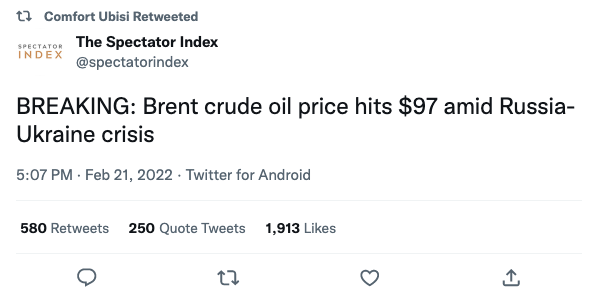 Comfort Ubisi Retweeted
SPECTATOR
INDEX
The Spectator Index
@spectatorindex
BREAKING: Brent crude oil price hits $97 amid Russia-
Ukraine crisis
5:07 PM · Feb 21, 2022 · Twitter for Android
580 Retweets 250 Quote Tweets 1,913 Likes